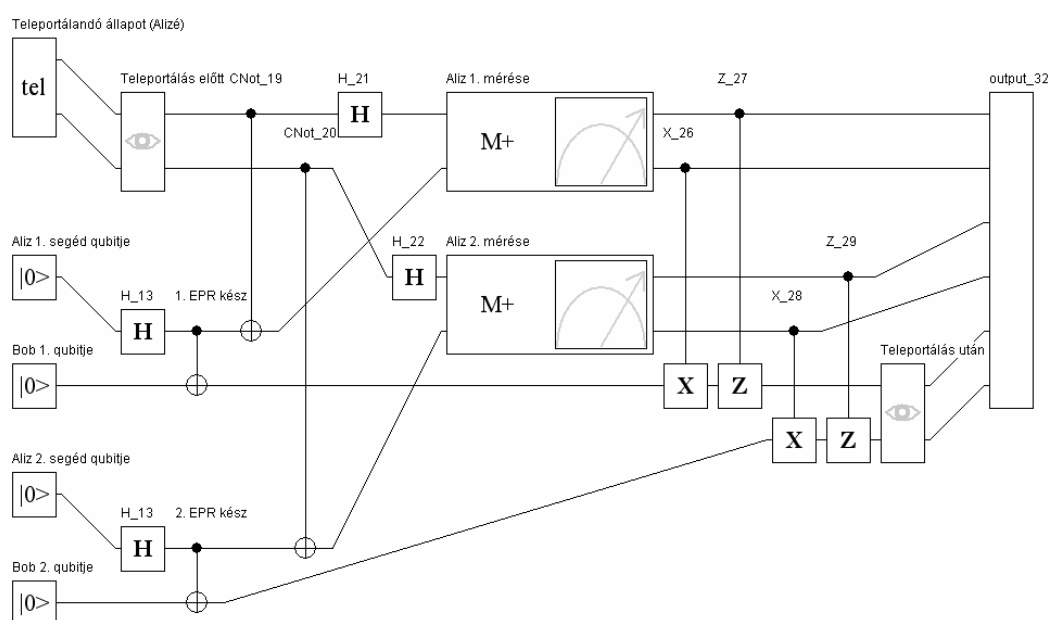 Teleportálandó állapot (Alizé)
tel
Teleportálás előtt
CNot_19
H_21
Aliz 1. mérése
Z_27
output_32
H
M+
CNot_20
X_26
Aliz 1. segéd qubitje
H_22
Aliz 2. mérése
Z_29
|0>
H
M+
H_13
1. EPR kész
X_28
H
Bob 1. qubitje
Teleportálás után
|0>
X
Z
X
Z
Aliz 2. segéd qubitje
|0>
H_13
2. EPR kész
H
Bob 2. qubitje
|0>